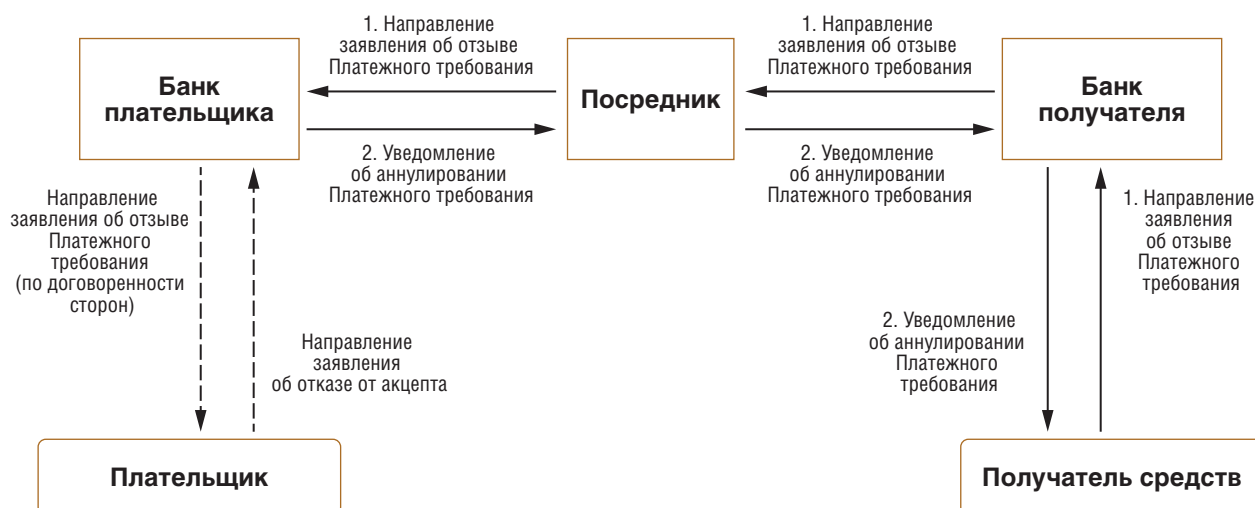 1. Направление
заявления об отзыве
Платежного требования
1. Направление
заявления об отзыве
Платежного требования
Банк
плательщика
Посредник
Банк
получателя
2. Уведомление
об аннулировании
Платежного требования
2. Уведомление
об аннулировании
Платежного требования
Направление
заявления об отзыве
Платежного
требования
(по договоренности
сторон)
Направление
заявления
об отказе от акцепта
2. Уведомление
об аннулировании
Платежного
требования
1. Направление
заявления
об отзыве
Платежного
требования
Плательщик
Получатель средств